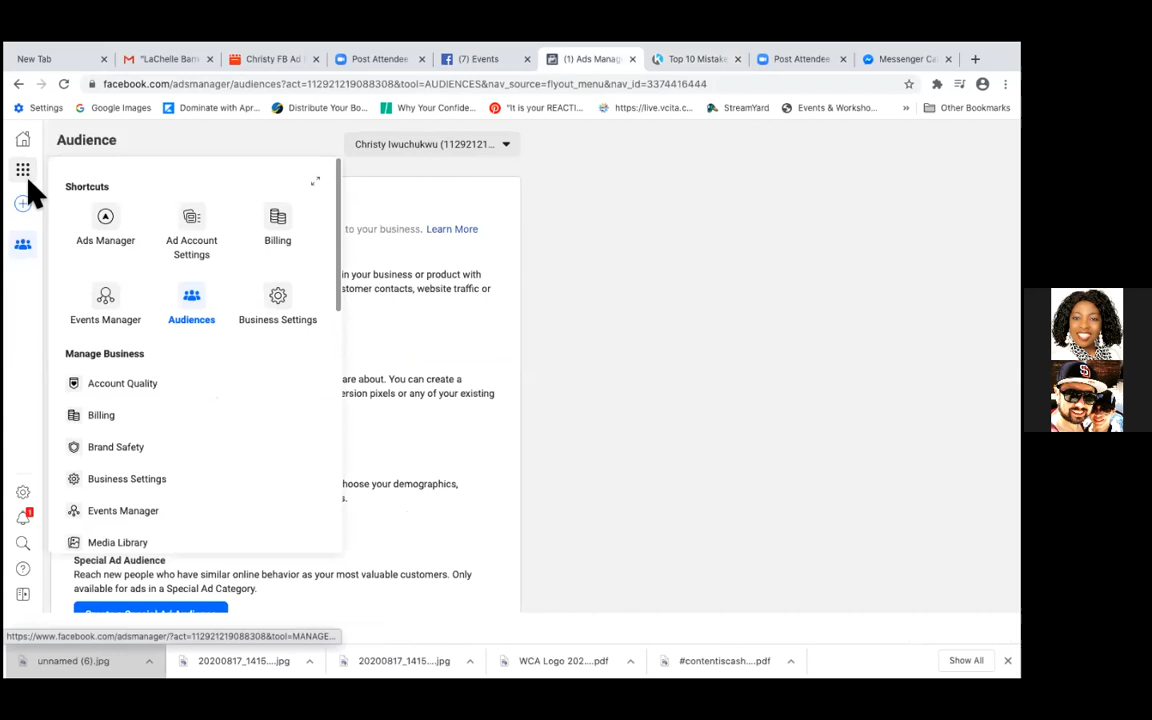 New Tab
"LaChelle Barn
Christy FB Ad
Post Attendee
(7) Events
(1) Ads Manag
Top 10 Mistake
Post Attendee
Messenger Ca
facebook.com/adsmanager/audiences?act=112921219088308&tool=AUDIENCES&nav_source=flyout_menu&nav_id=3374416444
Settings
Google Images
Dominate with Apr...
Distribute Your Bo...
Why Your Confide...
"It is your REACTI...
https://live.vcita.c...
StreamYard
Events & Worksho...
»
Other Bookmarks
Audience
Christy Iwuchukwu (11292121...
Shortcuts
Ads Manager
Ad Account
Settings
Billing
to your business. Learn More
in your business or product with
stomer contacts, website traffic or
Events Manager
Audiences
Business Settings
Manage Business
Account Quality
are about. You can create a
ersion pixels or any of your existing
Billing
Brand Safety
Business Settings
hoose your demographics,
s.
Events Manager
1
Media Library
Special Ad Audience
Reach new people who have similar online behavior as your most valuable customers. Only
available for ads in a Special Ad Category.
https://www.facebook.com/adsmanager/?act=112921219088308&tool=MANAGE...
unnamed (6).jpg
20200817_1415....jpg
20200817_1415....jpg
WCA Logo 202....pdf
#contentiscash....pdf
Show All